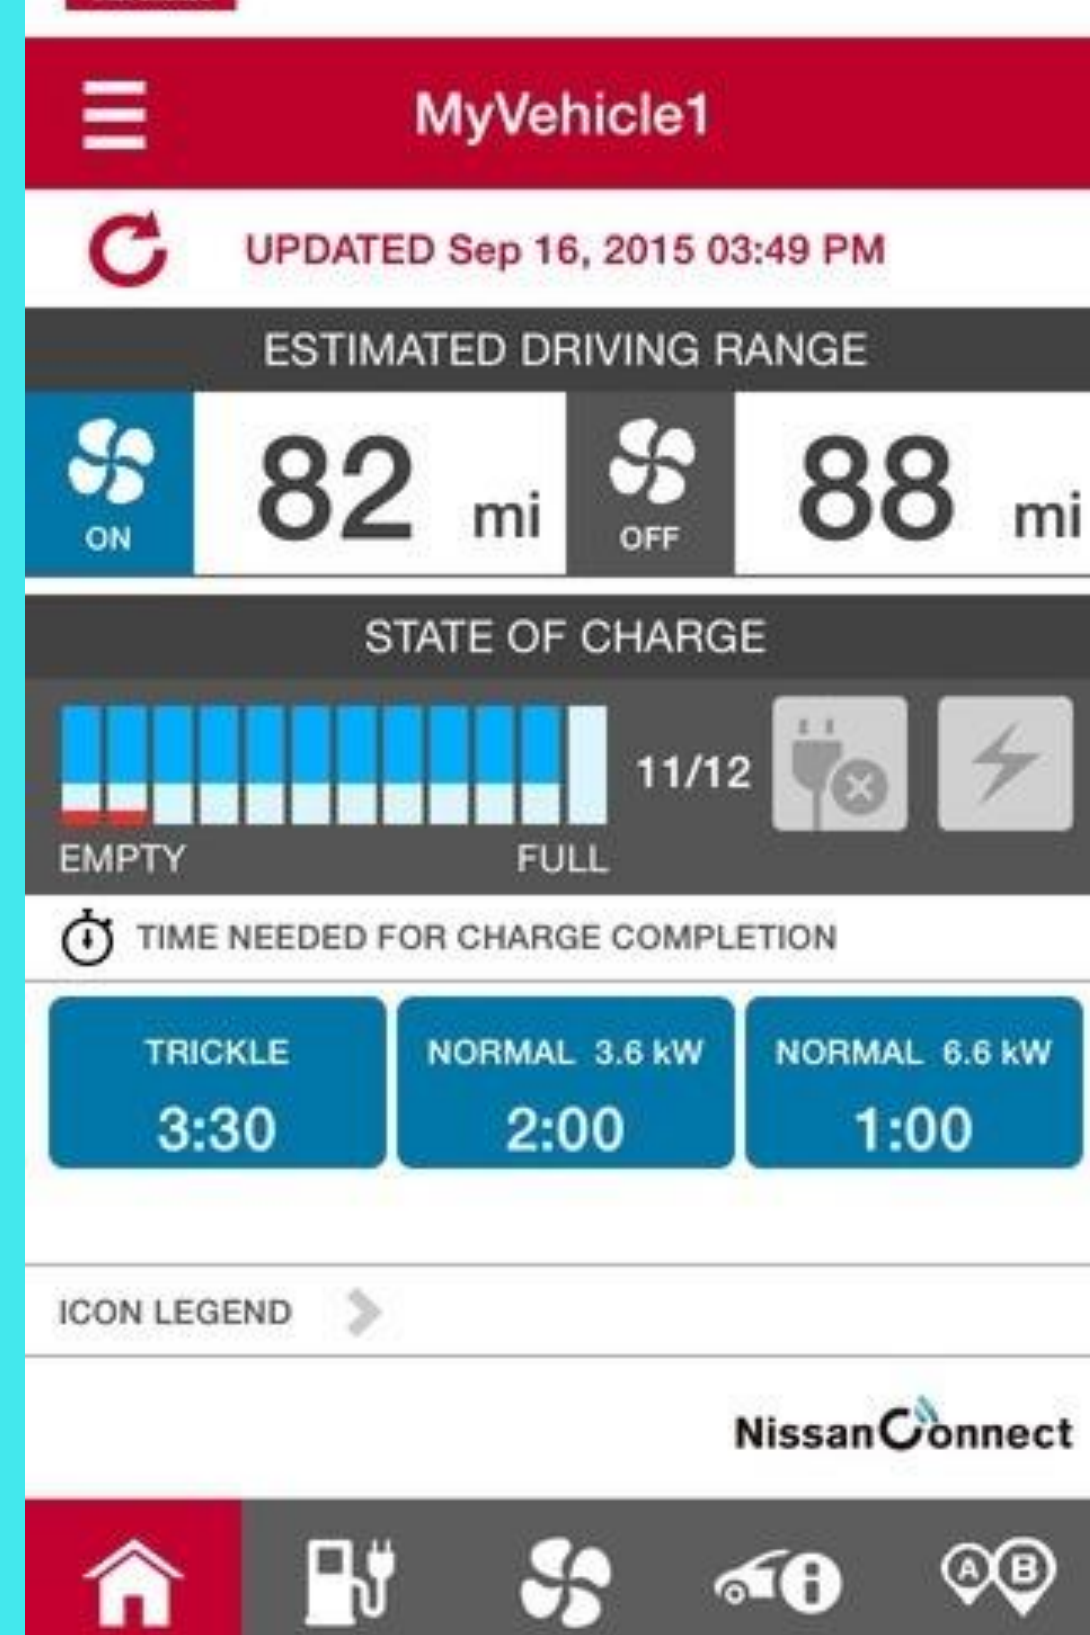 MyVehicle1
UPDATED Sep 16, 2015 03:49 PM
ESTIMATED DRIVING RANGE
ON 82 mi OFF 88 mi
STATE OF CHARGE
11/12
EMPTY FULL
TIME NEEDED FOR CHARGE COMPLETION
TRICKLE NORMAL 3.6 kW NORMAL 6.6 kW
3:30 2:00 1:00
ICON LEGEND
NissanConnect
A B